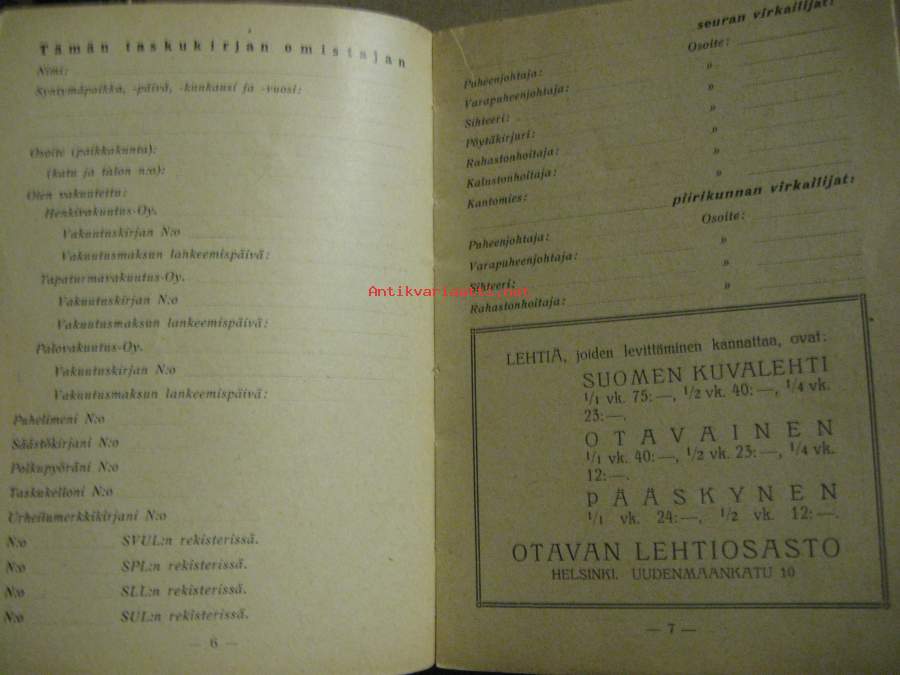 Tämän taskukirjan omistajan
Nimi:
Syntymäpaikka, -päivä, -kuukausi ja -vuosi:
Osoite (paikkakunta):
(katu ja talon n:o):
Olen vakuutettu:
Henkivakuutus-Oy.
Vakuutuskirjan N:o
Vakuutusmaksun lankeemispäivä:
Tapaturmavakuutus-Oy.
Vakuutuskirjan N:o
Vakuutusmaksun lankeemispäivä:
Palovakuutus-Oy.
Vakuutuskirjan N:o
Vakuutusmaksun lankeemispäivä:
Puhelimeni N:o
Säästökirjani N:o
Polkupyöräni N:o
Taskukelloni N:o
Urheilumerkkikirjani N:o
N:o SVUL:n rekisterissä.
N:o SPL:n rekisterissä.
N:o SLL:n rekisterissä.
N:o SUL:n rekisterissä.
— 6 —
seuran virkailijat:
Puheenjohtaja: Osoite:
Varapuheenjohtaja: »
Sihteeri: »
Pöytäkirjuri: »
Rahastonhoitaja: »
Kalustonhoitaja: »
Kantomies: »
piirikunnan virkailijat:
Puheenjohtaja: Osoite:
Varapuheenjohtaja: »
Sihteeri: »
Rahastonhoitaja: »
Antikvariaatti.net
LEHTIÄ, joiden levittäminen kannattaa, ovat:
SUOMEN KUVALEHTI
1/1 vk. 75:—, 1/2 vk. 40:—, 1/4 vk.
23:—.
OTAVAINEN
1/1 vk. 40:—, 1/2 vk. 23:—, 1/4 vk.
12:—.
PÄÄSKYNEN
1/1 vk. 24:—, 1/2 vk. 12:—.
OTAVAN LEHTIOSASTO
HELSINKI. UUDENMAANKATU 10
— 7 —